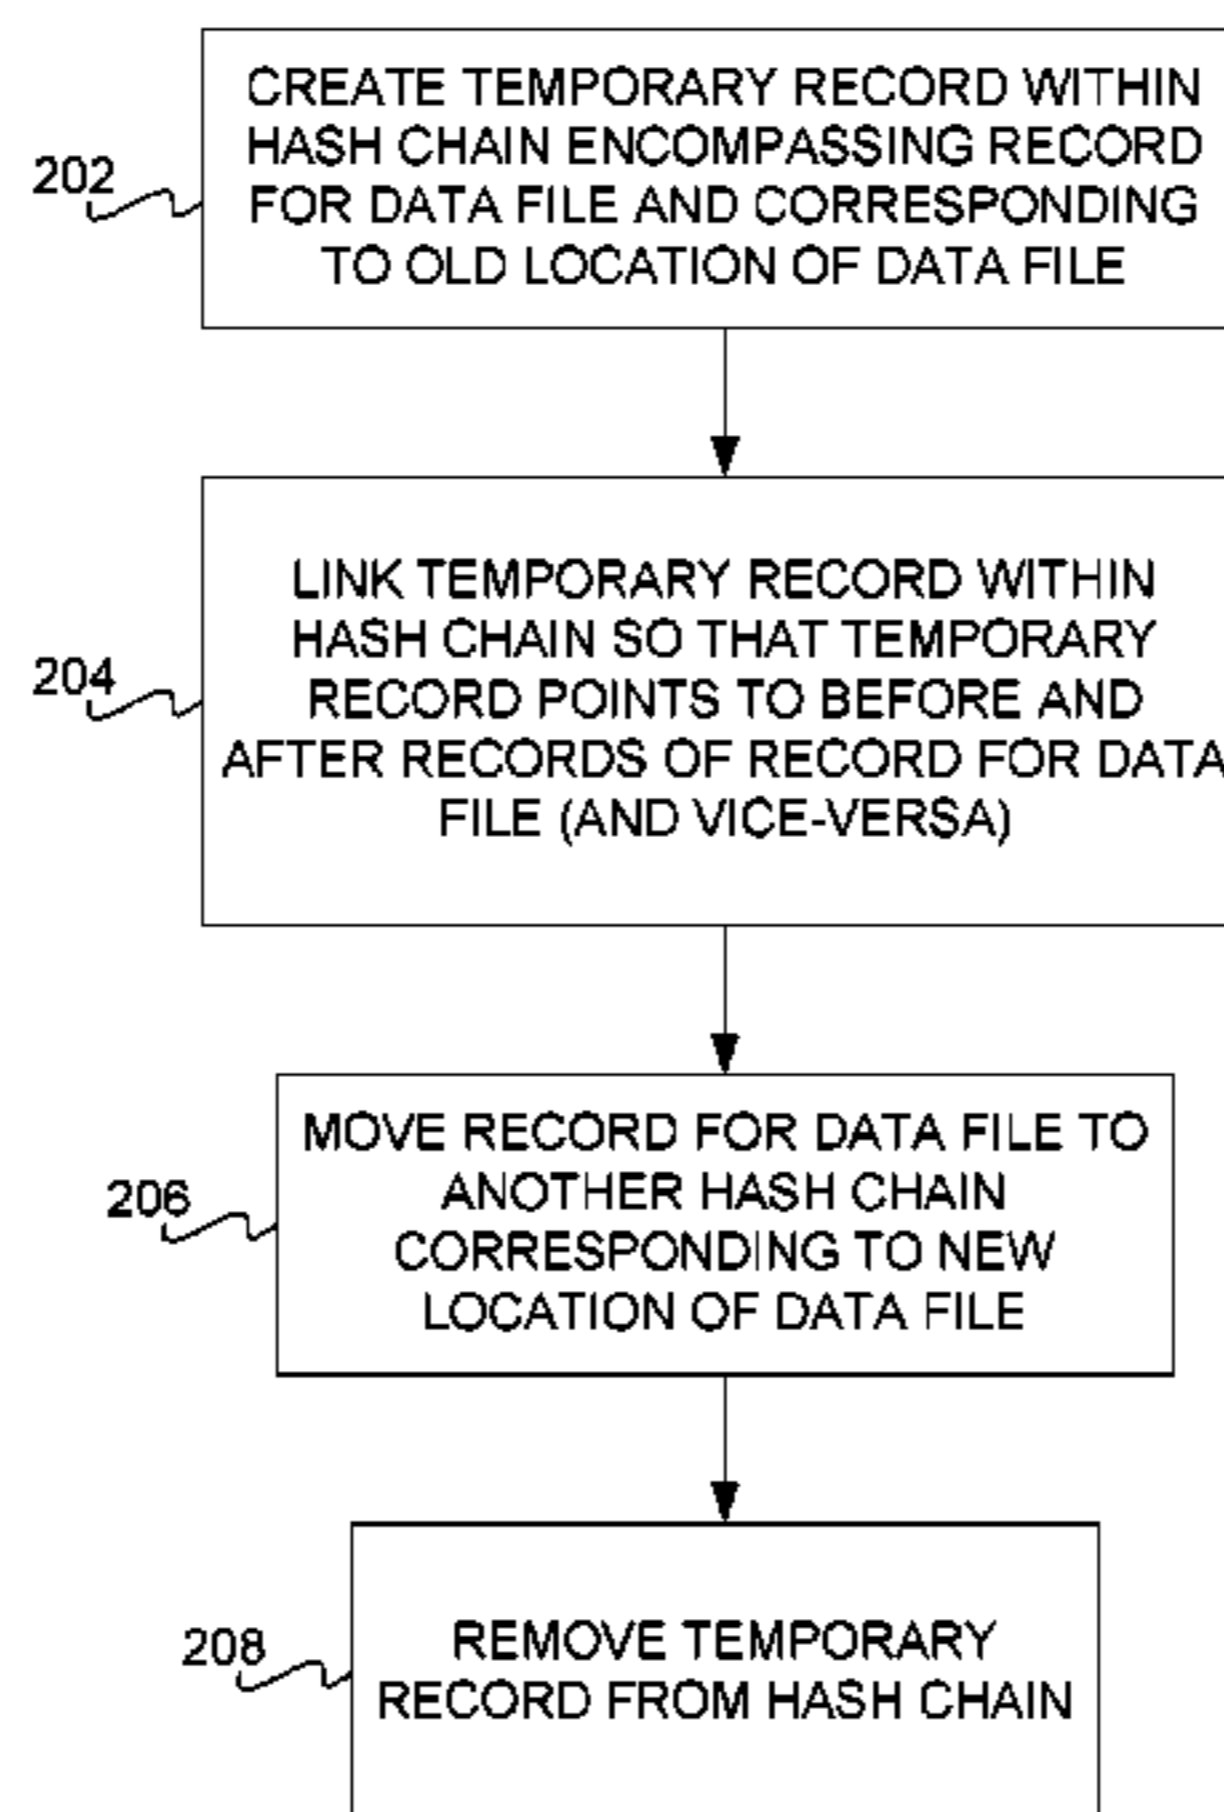 CREATE TEMPORARY RECORD WITHIN
HASH CHAIN ENCOMPASSING RECORD
FOR DATA FILE AND CORRESPONDING
TO OLD LOCATION OF DATA FILE
202
LINK TEMPORARY RECORD WITHIN
HASH CHAIN SO THAT TEMPORARY
RECORD POINTS TO BEFORE AND
AFTER RECORDS OF RECORD FOR DATA
FILE (AND VICE-VERSA)
204
MOVE RECORD FOR DATA FILE TO
ANOTHER HASH CHAIN
CORRESPONDING TO NEW
LOCATION OF DATA FILE
206
REMOVE TEMPORARY
RECORD FROM HASH CHAIN
208